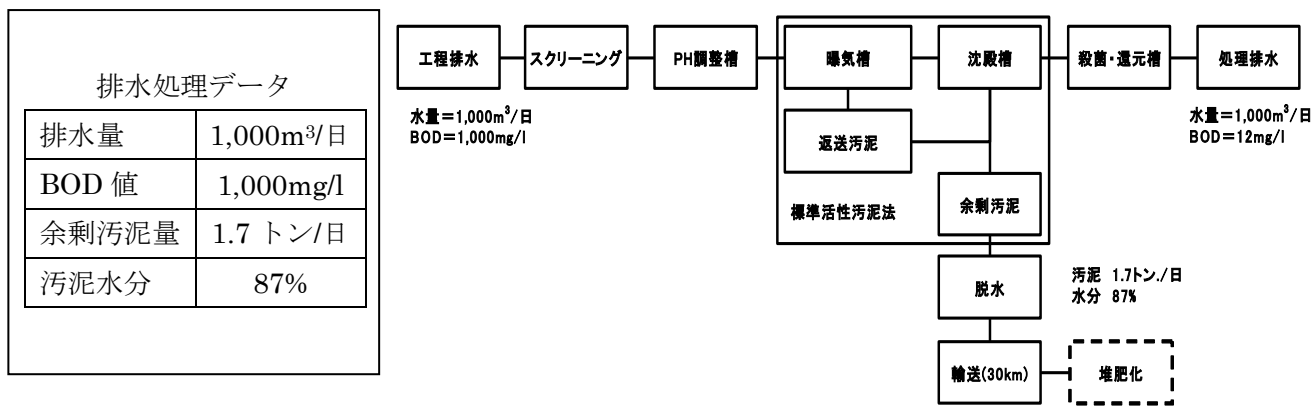 排水処理データ
排水量 1,000m³/日
BOD 値 1,000mg/l
余剰汚泥量 1.7 トン/日
汚泥水分 87%
工程排水 スクリーニング PH調整槽 曝気槽 沈殿槽 殺菌・還元槽 処理排水
水量＝1,000m³/日
BOD＝1,000mg/l
水量＝1,000m³/日
BOD＝12mg/l
返送汚泥
標準活性汚泥法
余剰汚泥
脱水
汚泥 1.7トン./日
水分 87%
輸送(30km) 堆肥化